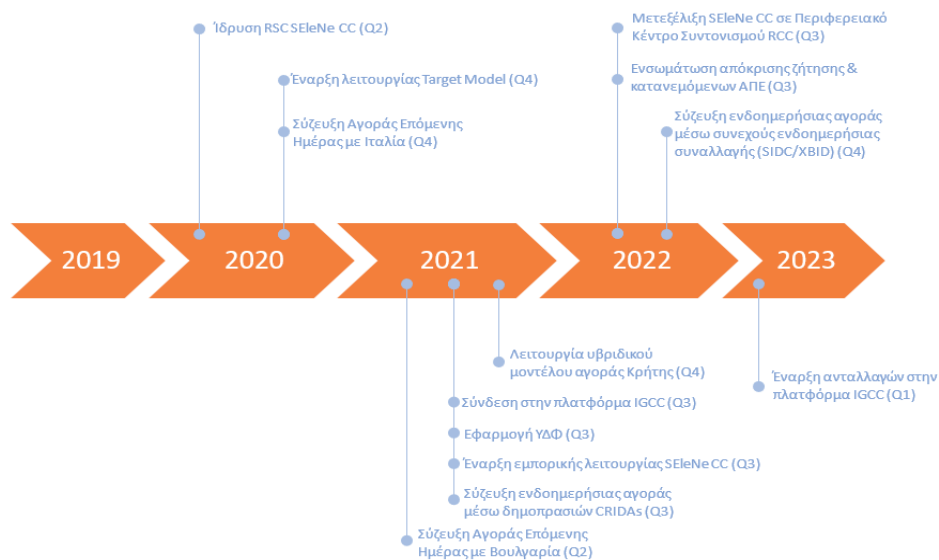 Ίδρυση RSC SEleNe CC (Q2)
Έναρξη λειτουργίας Target Model (Q4)
Σύζευξη Αγοράς Επόμενης
Ημέρας με Ιταλία (Q4)
Μετεξέλιξη SEleNe CC σε Περιφερειακό
Κέντρο Συντονισμού RCC (Q3)
Ενσωμάτωση απόκρισης ζήτησης &
κατανεμόμενων ΑΠΕ (Q3)
Σύζευξη ενδοημερήσιας αγοράς
μέσω συνεχούς ενδοημερήσιας
συναλλαγής (SIDC/XBID) (Q4)
2019
2020
2021
2022
2023
Λειτουργία υβριδικού
μοντέλου αγοράς Κρήτης (Q4)
Σύνδεση στην πλατφόρμα IGCC (Q3)
Εφαρμογή ΥΔΦ (Q3)
Έναρξη εμπορικής λειτουργίας SEleNe CC (Q3)
Σύζευξη ενδοημερήσιας αγοράς
μέσω δημοπρασιών CRIDAs (Q3)
Σύζευξη Αγοράς Επόμενης
Ημέρας με Βουλγαρία (Q2)
Έναρξη ανταλλαγών στην
πλατφόρμα IGCC (Q1)